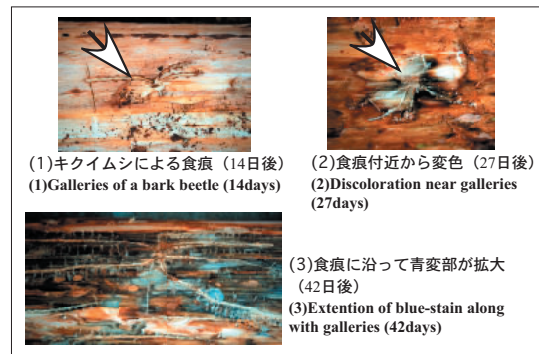 (1)キクイムシによる食痕(14日後)
(1)Galleries of a bark beetle (14days)
(2)食痕付近から変色(27日後)
(2)Discoloration near galleries
(27days)
(3)食痕に沿って青変部が拡大
(42日後)
(3)Extention of blue-stain along
with galleries (42days)